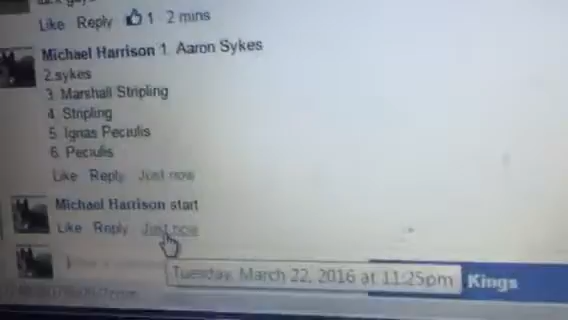 Like Reply 1 2 mins
Michael Harrison 1. Aaron Sykes
2.sykes
3. Marshall Stripling
4. Stripling
5. Ignas Peciulis
6. Peciulis
Like Reply Just now
Michael Harrison start
Like Reply Just now
Tuesday, March 22, 2016 at 11:25pm
Kings